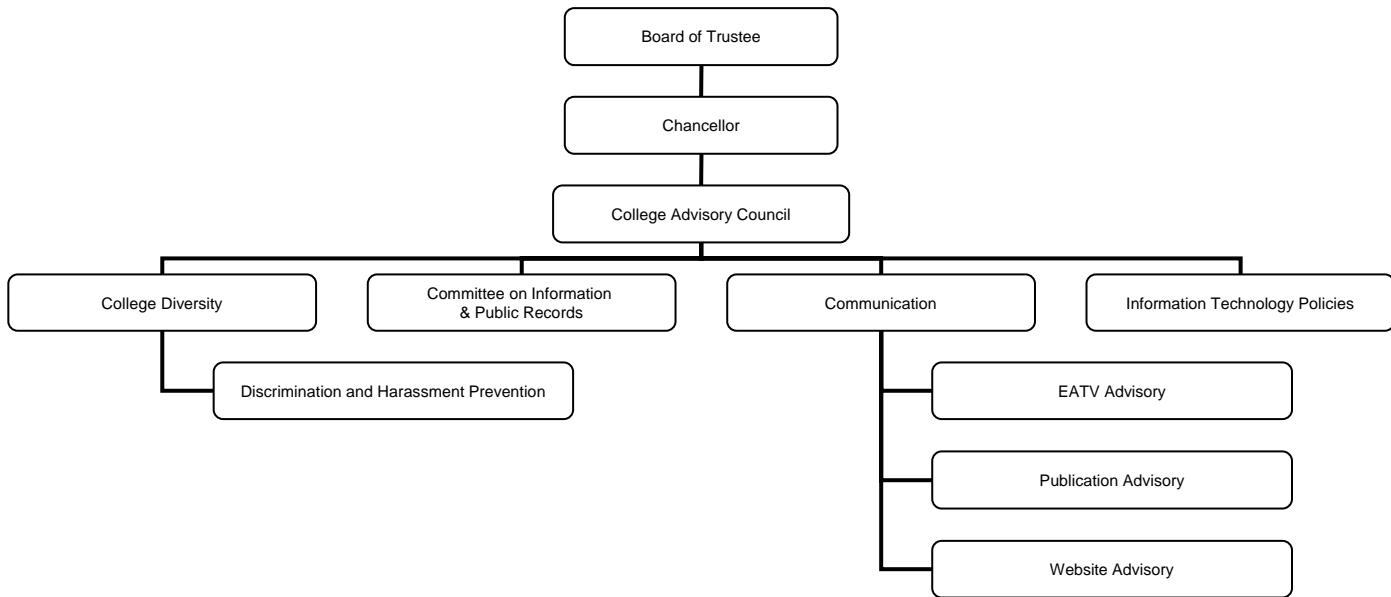 Board of Trustee
Chancellor
College Advisory Council
College Diversity
Committee on Information
& Public Records
Communication
Information Technology Policies
Discrimination and Harassment Prevention
EATV Advisory
Publication Advisory
Website Advisory